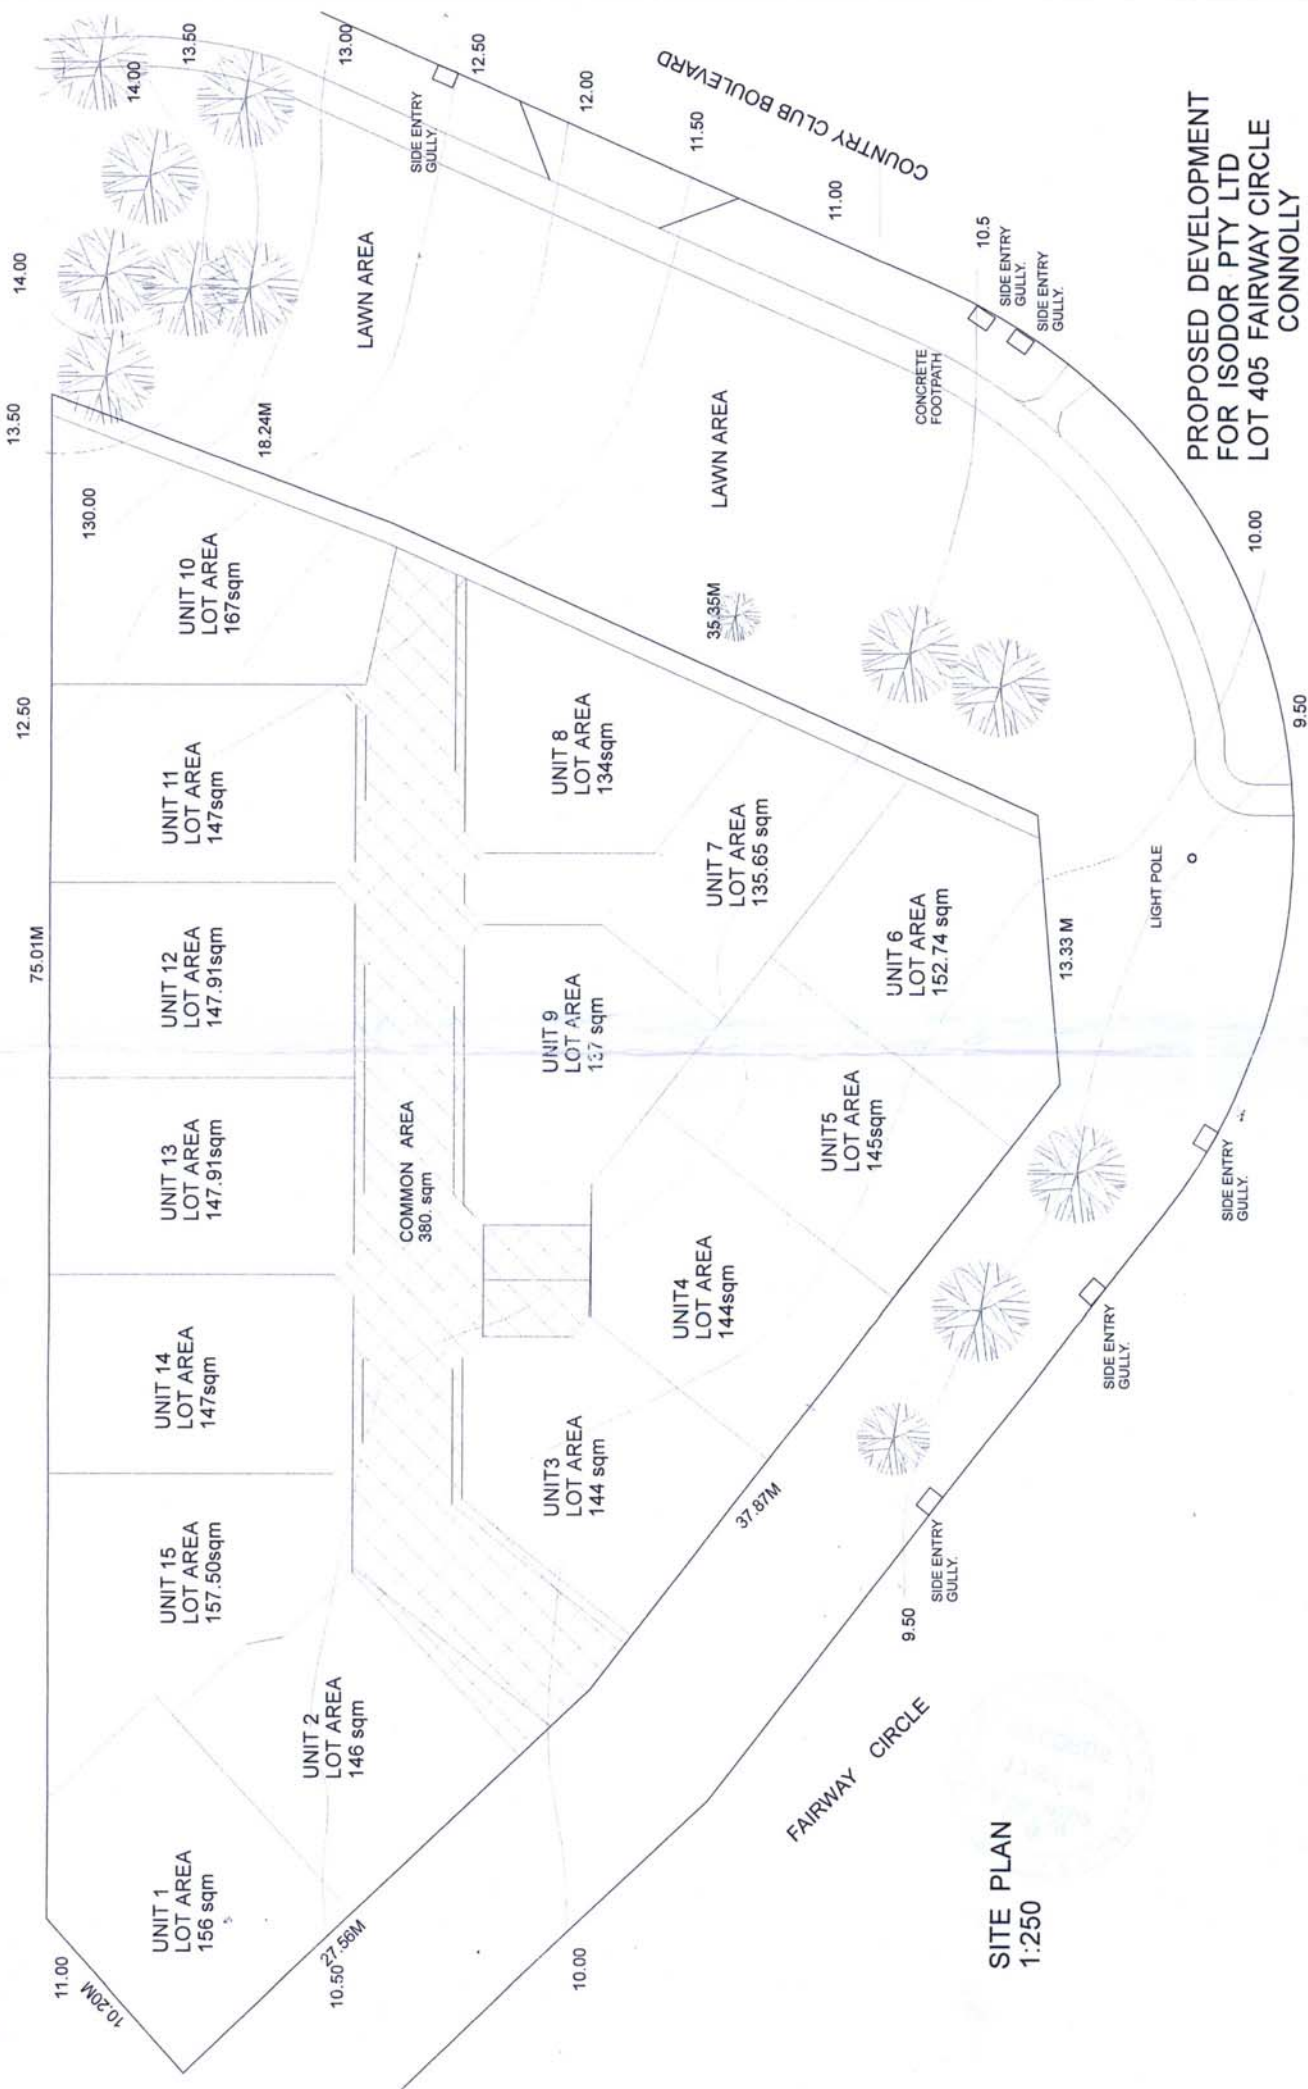 11.00
10.20M
UNIT 1
LOT AREA
156 sqm
27.56M
10.50
10.00
UNIT 15
LOT AREA
157.50sqm
UNIT 2
LOT AREA
146 sqm
UNIT 14
LOT AREA
147sqm
UNIT 13
LOT AREA
147.91sqm
UNIT 12
LOT AREA
147.91sqm
75.01M
UNIT 11
LOT AREA
147sqm
12.50
UNIT 10
LOT AREA
167sqm
130.00
13.50
14.00
18.24M
COMMON AREA
380. sqm
UNIT3
LOT AREA
144 sqm
UNIT4
LOT AREA
144sqm
UNIT5
LOT AREA
145sqm
UNIT 9
LOT AREA
137 sqm
UNIT 8
LOT AREA
134sqm
UNIT 7
LOT AREA
135.65 sqm
UNIT 6
LOT AREA
152.74 sqm
37.87M
13.33 M
35.35M
LAWN AREA
LAWN AREA
14.00
13.50
13.00
12.50
12.00
11.50
11.00
10.5
10.00
9.50
9.50
SIDE ENTRY
GULLY.
COUNTRY CLUB BOULEVARD
SIDE ENTRY
GULLY.
SIDE ENTRY
GULLY.
CONCRETE
FOOTPATH
LIGHT POLE
SIDE ENTRY
GULLY.
SIDE ENTRY
GULLY.
SIDE ENTRY
GULLY.
FAIRWAY CIRCLE
SITE PLAN
1:250
PROPOSED DEVELOPMENT
FOR ISODOR PTY LTD
LOT 405 FAIRWAY CIRCLE
CONNOLLY